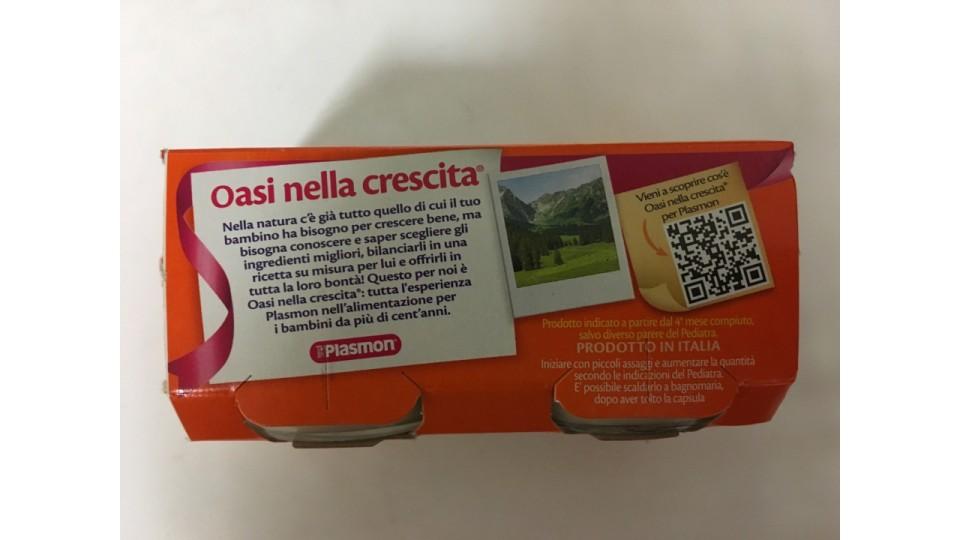 Oasi nella crescita®
Nella natura c'è già tutto quello di cui il tuo
bambino ha bisogno per crescere bene, ma
bisogna conoscere e saper scegliere gli
ingredienti migliori, bilanciarli in una
ricetta su misura per lui e offrirli in
tutta la loro bontà! Questo per noi è
Oasi nella crescita®: tutta l'esperienza
Plasmon nell'alimentazione per
i bambini da più di cent'anni.
Plasmon®
Vieni a scoprire cos'è
Oasi nella crescita®
per Plasmon
Prodotto indicato a partire dal 4° mese compiuto,
salvo diverso parere del Pediatra.
PRODOTTO IN ITALIA
Iniziare con piccoli assaggi e aumentare la quantità
secondo le indicazioni del Pediatra.
E' possibile scaldarlo a bagnomaria,
dopo aver tolto la capsula